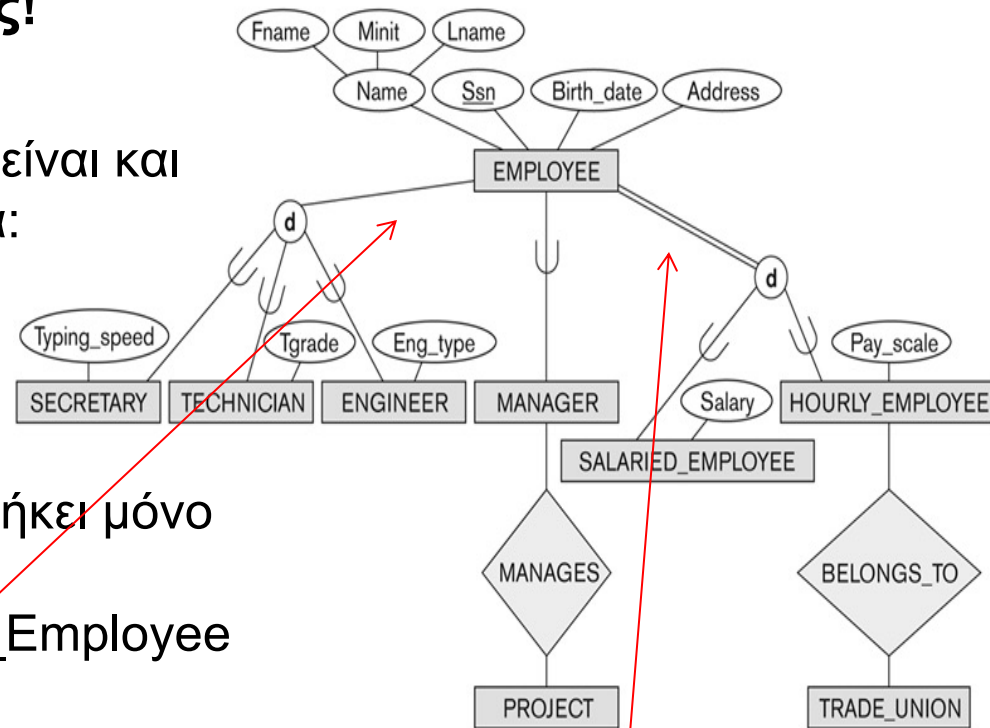 ς!
Fname Minit Lname
Name Ssn Birth_date Address
είναι και
EMPLOYEE
d
d
Typing_speed Tgrade Eng_type Pay_scale
SECRETARY TECHNICIAN ENGINEER MANAGER Salary HOURLY_EMPLOYEE
SALARIED_EMPLOYEE
ήκει μόνο
MANAGES BELONGS_TO
_Employee
PROJECT TRADE_UNION